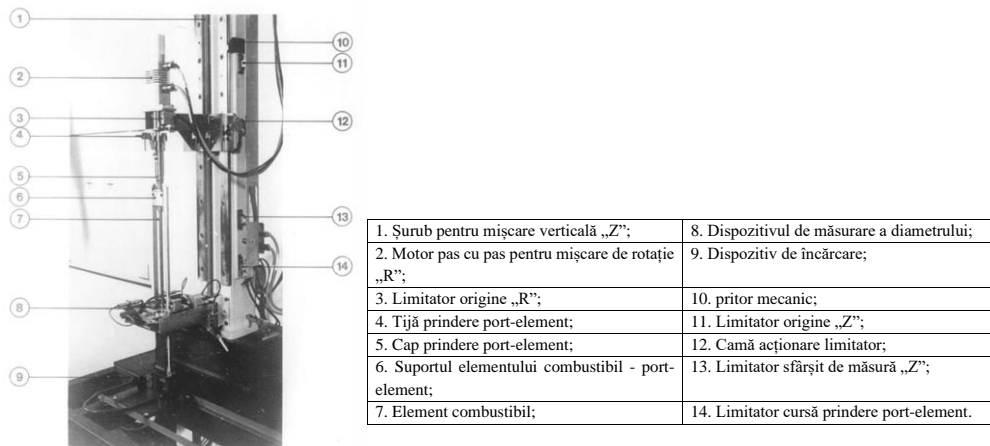 1
2
3
4
5
6
7
8
9
10
11
12
13
14
1. Șurub pentru mișcare verticală „Z”;
8. Dispozitivul de măsurare a diametrului;
2. Motor pas cu pas pentru mișcare de rotație
„R”;
9. Dispozitiv de încărcare;
3. Limitator origine „R”;
10. pritor mecanic;
4. Tijă prindere port-element;
11. Limitator origine „Z”;
5. Cap prindere port-element;
12. Camă acționare limitator;
6. Suportul elementului combustibil - port-
element;
13. Limitator sfârșit de măsură „Z”;
7. Element combustibil;
14. Limitator cursă prindere port-element.